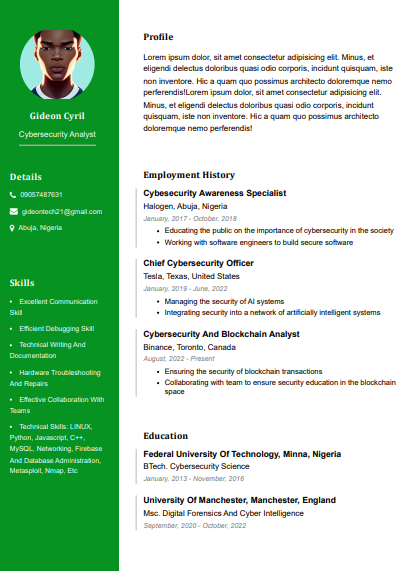 Gideon Cyril
Cybersecurity Analyst
Details
09057487631
gideontech21@gmail.com
Abuja, Nigeria
Skills
• Excellent Communication
Skill
• Efficient Debugging Skill
• Technical Writing And
Documentation
• Hardware Troubleshooting
And Repairs
• Effective Collaboration With
Teams
• Technical Skills: LINUX,
Python, Javascript, C++,
MySQL, Networking, Firebase
And Database Administration,
Metasploit, Nmap, Etc
Profile
Lorem ipsum dolor, sit amet consectetur adipisicing elit. Minus, et
eligendi delectus doloribus quasi odio corporis, incidunt quisquam, iste
non inventore. Hic a quam quo possimus architecto doloremque nemo
perferendis!Lorem ipsum dolor, sit amet consectetur adipisicing elit.
Minus, et eligendi delectus doloribus quasi odio corporis, incidunt
quisquam, iste non inventore. Hic a quam quo possimus architecto
doloremque nemo perferendis!
Employment History
Cybesecurity Awareness Specialist
Halogen, Abuja, Nigeria
January, 2017 - October, 2018
• Educating the public on the importance of cybersecurity in the society
• Working with software engineers to build secure software
Chief Cybersecurity Officer
Tesla, Texas, United States
January, 2019 - June, 2022
• Managing the security of AI systems
• Integrating security into a network of artificially intelligent systems
Cybersecurity And Blockchain Analyst
Binance, Toronto, Canada
August, 2022 - Present
• Ensuring the security of blockchain transactions
• Collaborating with team to ensure security education in the blockchain
space
Education
Federal University Of Technology, Minna, Nigeria
BTech. Cybersecurity Science
January, 2013 - November, 2016
University Of Manchester, Manchester, England
Msc. Digital Forensics And Cyber Intelligence
September, 2020 - October, 2022